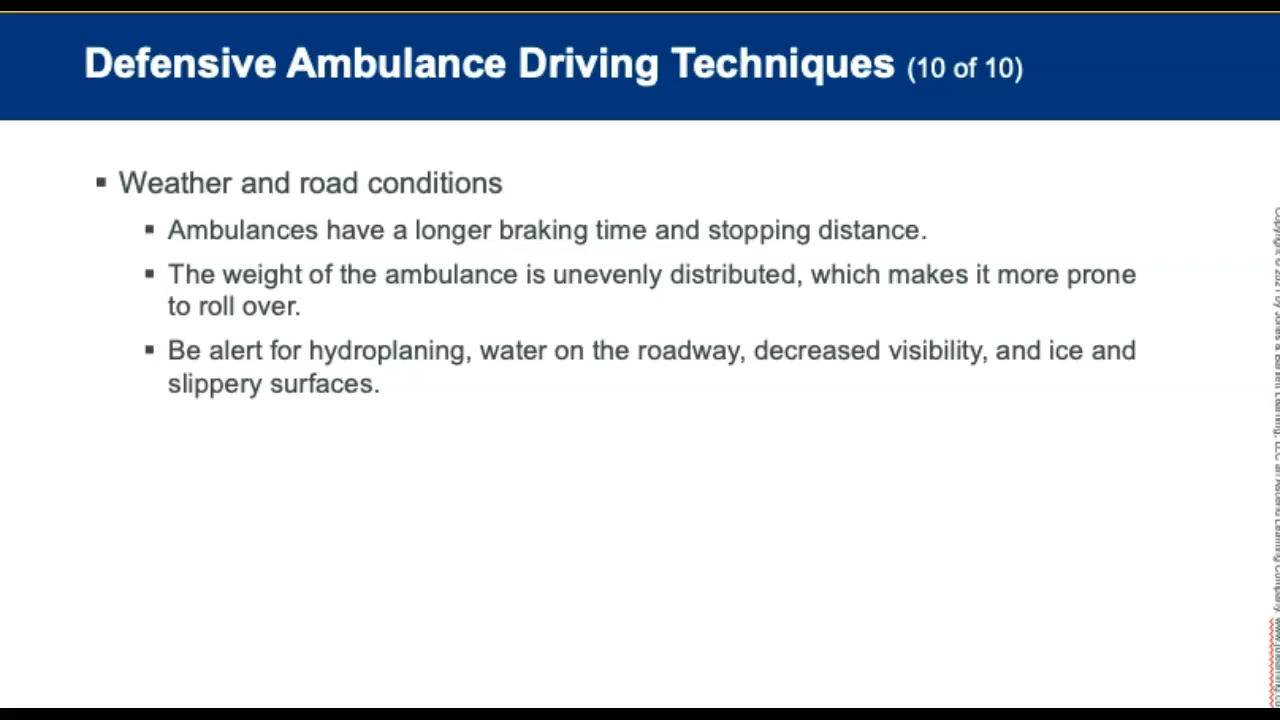 Defensive Ambulance Driving Techniques (10 of 10)
▪ Weather and road conditions
▪ Ambulances have a longer braking time and stopping distance.
▪ The weight of the ambulance is unevenly distributed, which makes it more prone
to roll over.
▪ Be alert for hydroplaning, water on the roadway, decreased visibility, and ice and
slippery surfaces.